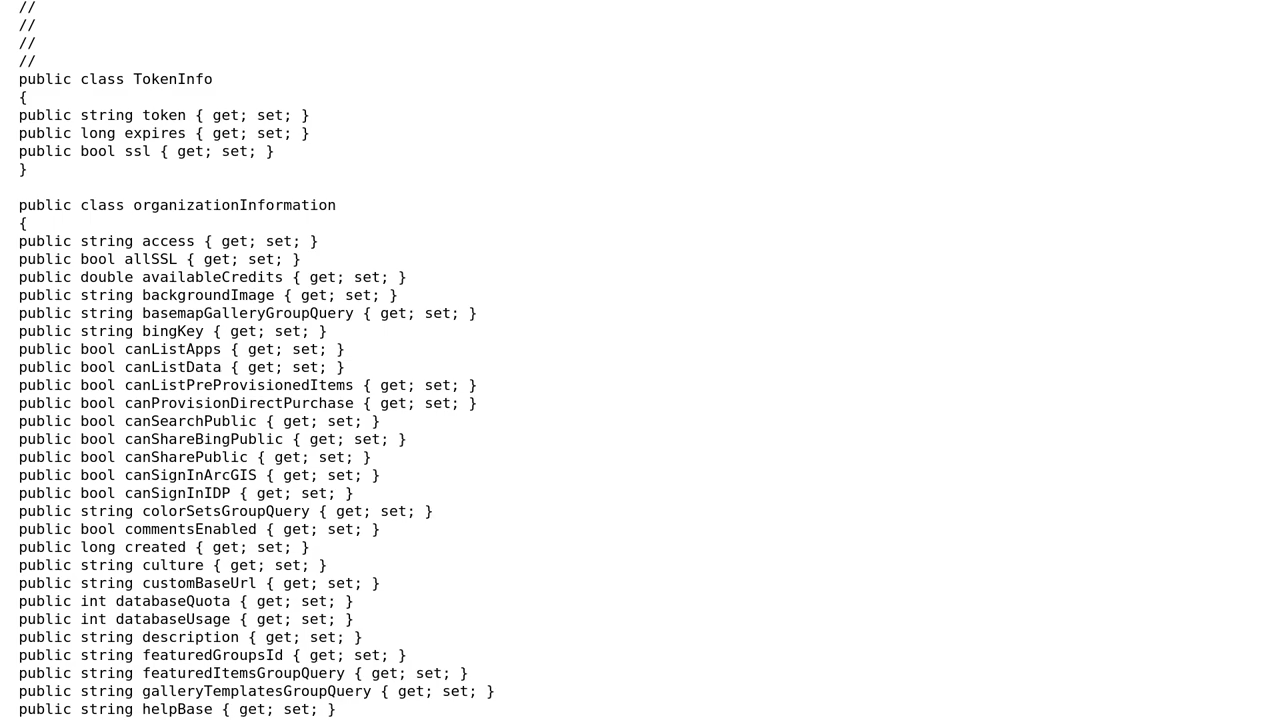 //
//
//
//
public class TokenInfo
{
public string token { get; set; }
public long expires { get; set; }
public bool ssl { get; set; }
}

public class organizationInformation
{
public string access { get; set; }
public bool allSSL { get; set; }
public double availableCredits { get; set; }
public string backgroundImage { get; set; }
public string basemapGalleryGroupQuery { get; set; }
public string bingKey { get; set; }
public bool canListApps { get; set; }
public bool canListData { get; set; }
public bool canListPreProvisionedItems { get; set; }
public bool canProvisionDirectPurchase { get; set; }
public bool canSearchPublic { get; set; }
public bool canShareBingPublic { get; set; }
public bool canSharePublic { get; set; }
public bool canSignInArcGIS { get; set; }
public bool canSignInIDP { get; set; }
public string colorSetsGroupQuery { get; set; }
public bool commentsEnabled { get; set; }
public long created { get; set; }
public string culture { get; set; }
public string customBaseUrl { get; set; }
public int databaseQuota { get; set; }
public int databaseUsage { get; set; }
public string description { get; set; }
public string featuredGroupsId { get; set; }
public string featuredItemsGroupQuery { get; set; }
public string galleryTemplatesGroupQuery { get; set; }
public string helpBase { get; set; }